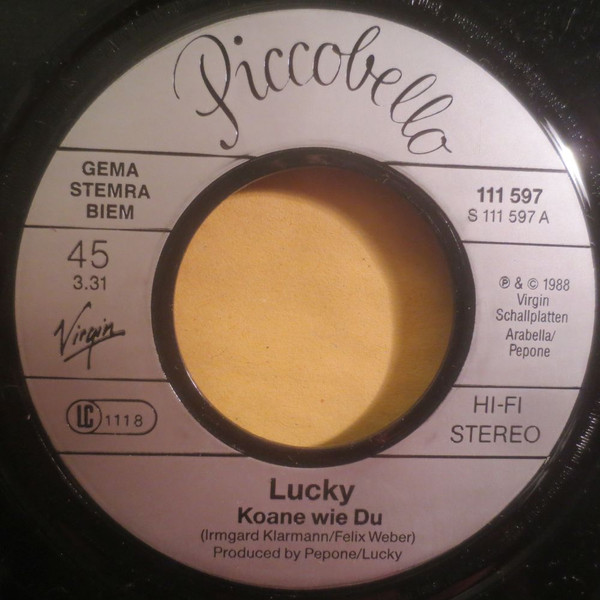 Piccobello
GEMA
STEMRA
BIEM
111 597
S 111 597 A
45
3.31
Virgin
℗ & © 1988
Virgin
Schallplatten
Arabella/
Pepone
LC 1118
HI-FI
STEREO
Lucky
Koane wie Du
(Irmgard Klarmann/Felix Weber)
Produced by Pepone/Lucky